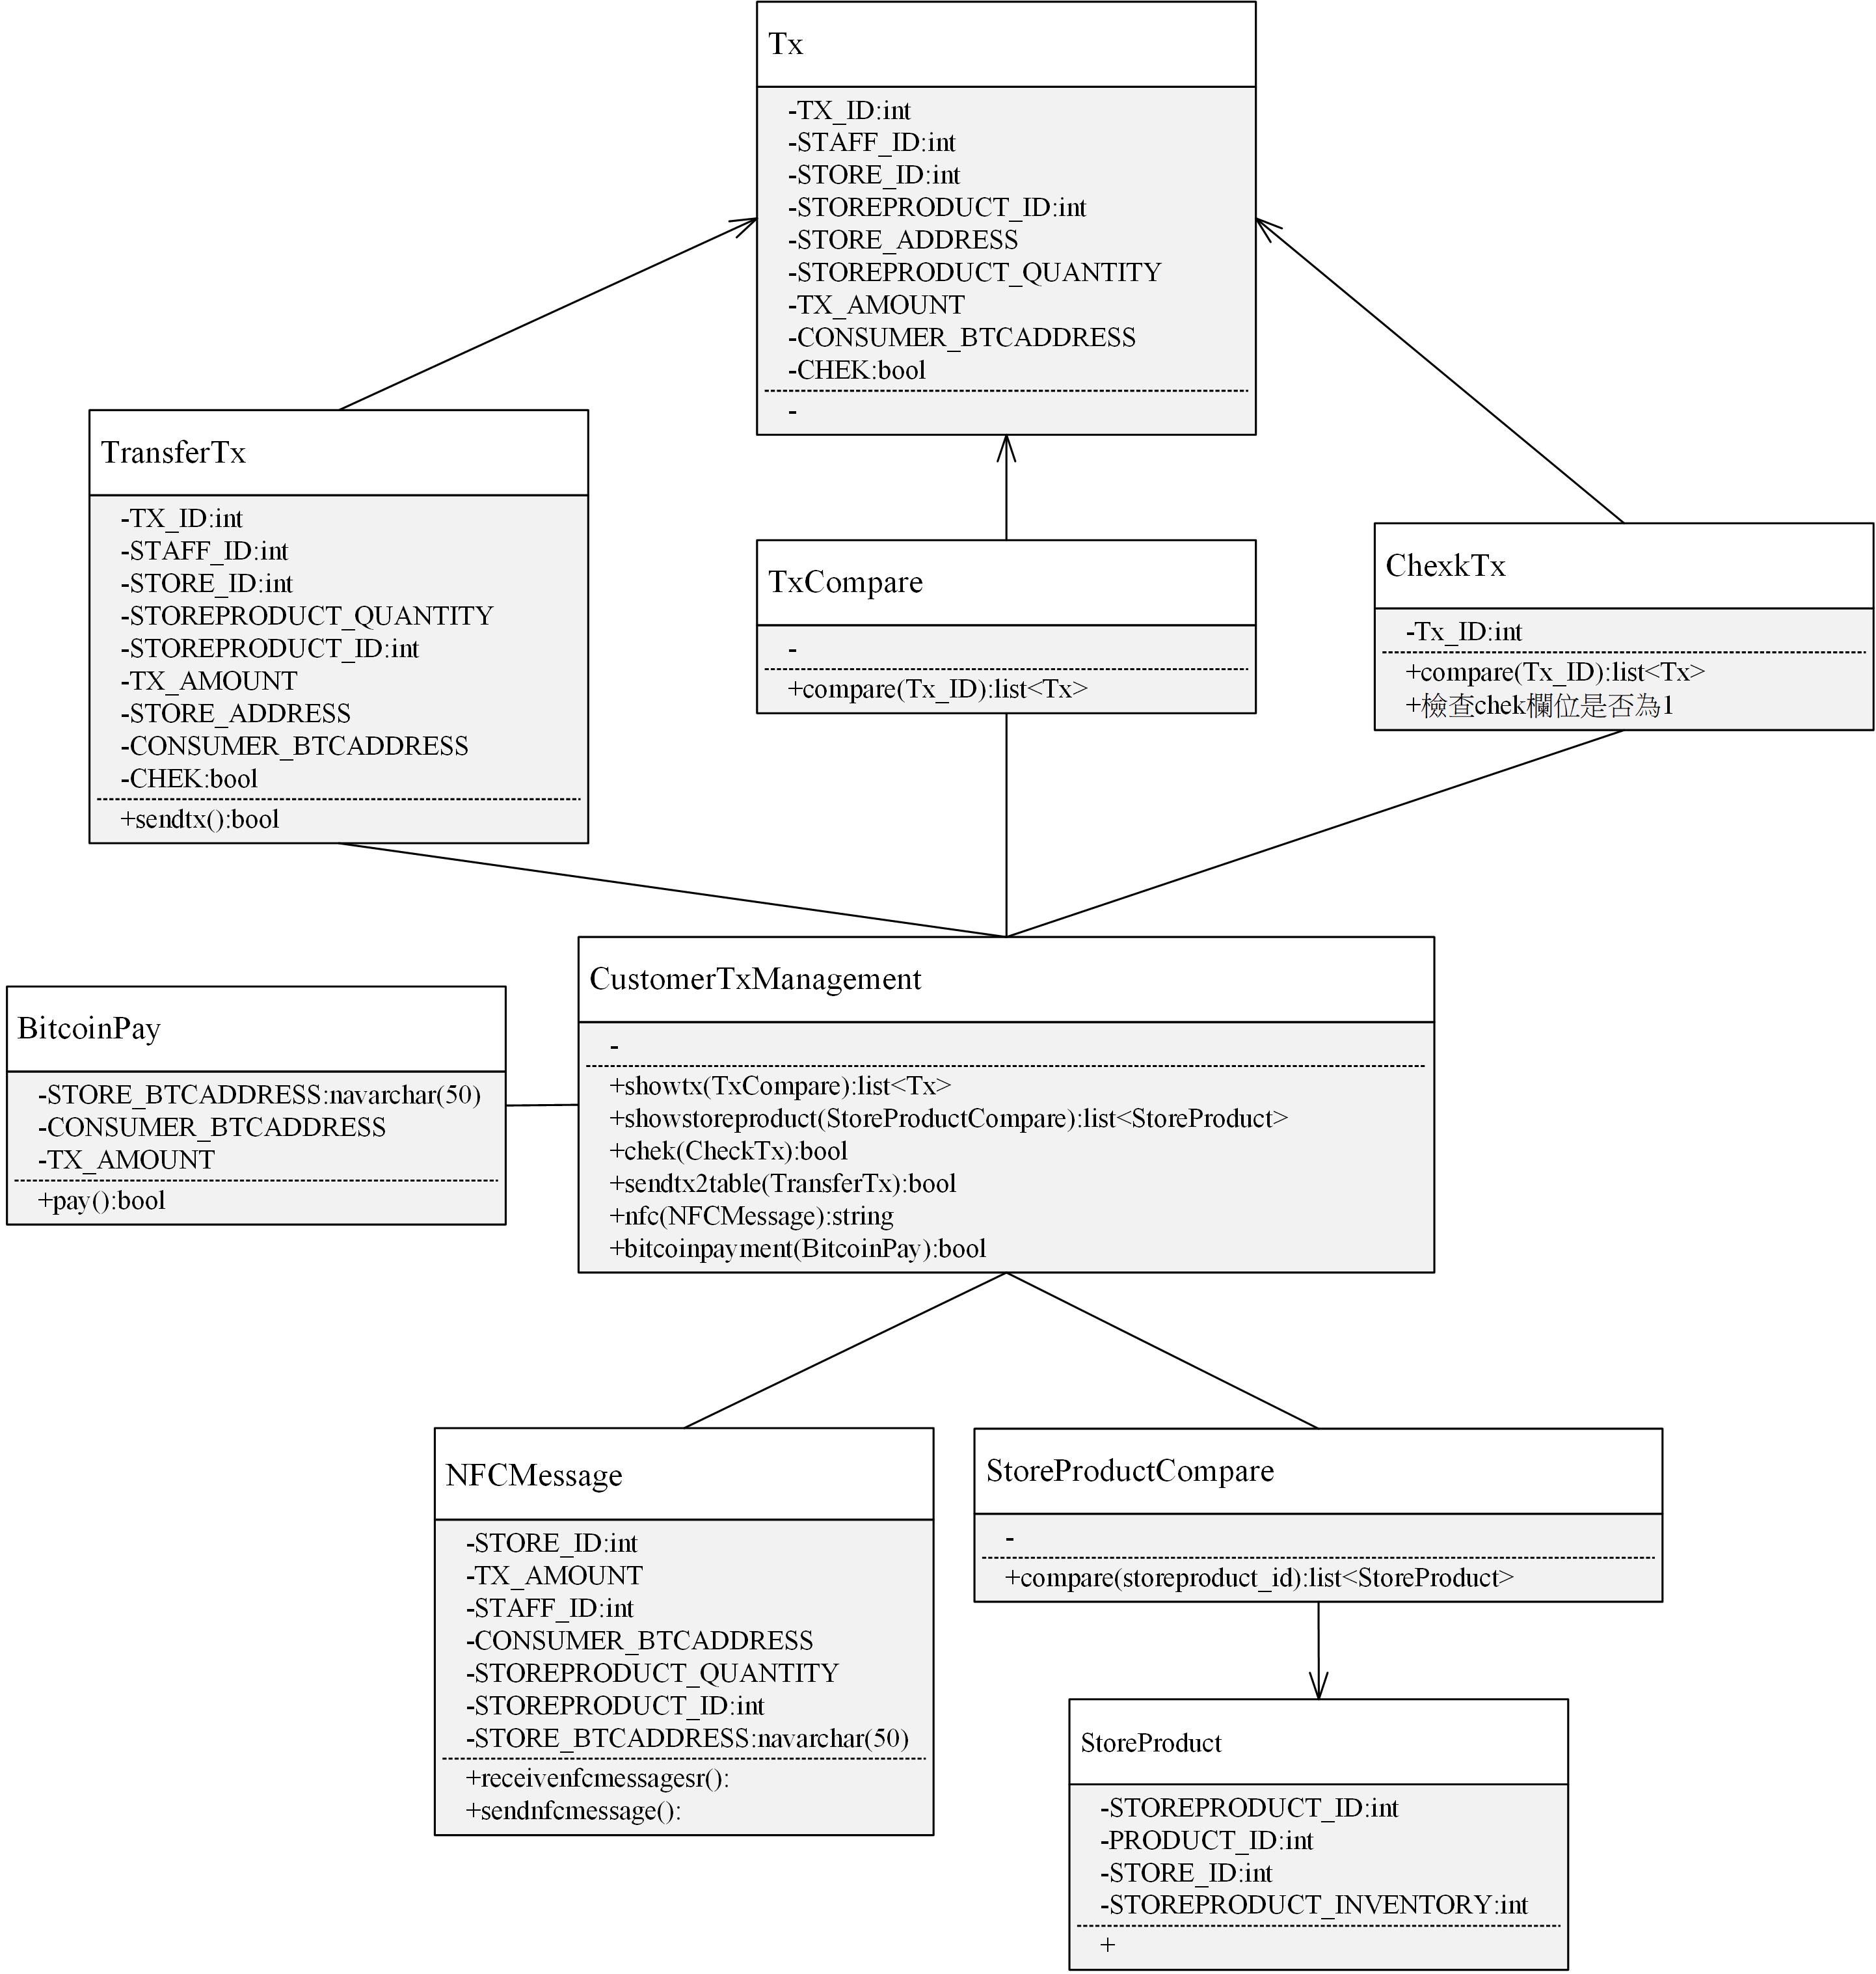 Tx
-TX_ID:int
-STAFF_ID:int
-STORE_ID:int
-STOREPRODUCT_ID:int
-STORE_ADDRESS
-STOREPRODUCT_QUANTITY
-TX_AMOUNT
-CONSUMER_BTCADDRESS
-CHEK:bool
-
TransferTx
-TX_ID:int
-STAFF_ID:int
-STORE_ID:int
-STOREPRODUCT_QUANTITY
-STOREPRODUCT_ID:int
-TX_AMOUNT
-STORE_ADDRESS
-CONSUMER_BTCADDRESS
-CHEK:bool
+sendtx():bool
TxCompare
-
+compare(Tx_ID):list<Tx>
ChexkTx
-Tx_ID:int
+compare(Tx_ID):list<Tx>
+檢查chek欄位是否為1
BitcoinPay
-STORE_BTCADDRESS:navarchar(50)
-CONSUMER_BTCADDRESS
-TX_AMOUNT
+pay():bool
CustomerTxManagement
-
+showtx(TxCompare):list<Tx>
+showstoreproduct(StoreProductCompare):list<StoreProduct>
+chek(CheckTx):bool
+sendtx2table(TransferTx):bool
+nfc(NFCMessage):string
+bitcoinpayment(BitcoinPay):bool
NFCMessage
-STORE_ID:int
-TX_AMOUNT
-STAFF_ID:int
-CONSUMER_BTCADDRESS
-STOREPRODUCT_QUANTITY
-STOREPRODUCT_ID:int
-STORE_BTCADDRESS:navarchar(50)
+receivenfcmessagesr():
+sendnfcmessage():
StoreProductCompare
-
+compare(storeproduct_id):list<StoreProduct>
StoreProduct
-STOREPRODUCT_ID:int
-PRODUCT_ID:int
-STORE_ID:int
-STOREPRODUCT_INVENTORY:int
+